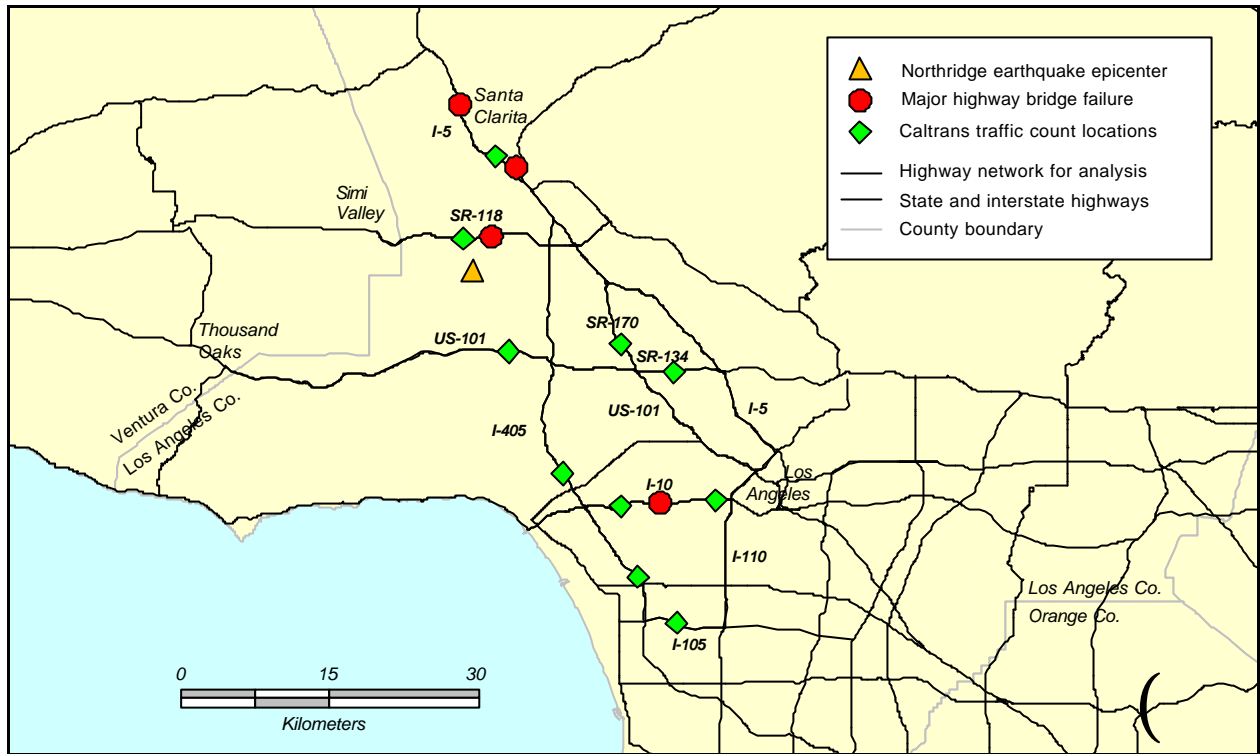 Northridge earthquake epicenter
Major highway bridge failure
Caltrans traffic count locations
Highway network for analysis
State and interstate highways
County boundary
Santa
Clarita
I-5
Simi
Valley
SR-118
Thousand
Oaks
US-101
SR-170
SR-134
Ventura Co.
Los Angeles Co.
US-101
I-5
I-405
I-10
Los
Angeles
I-110
Los Angeles Co.
Orange Co.
I-105
0 15 30
Kilometers
(